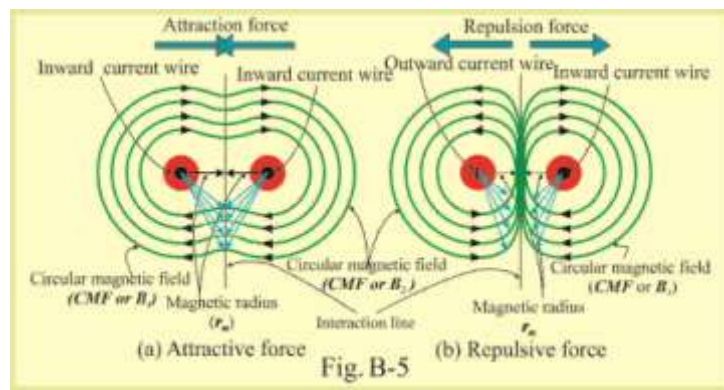 Attraction force
Repulsion force
Inward current wire
Inward current wire
Outward current wire
Inward current wire
Circular magnetic field
(CMF or B₁)
Magnetic radius
(rₘ)
Circular magnetic field
(CMF or B₂)
Interaction line
Magnetic radius
rₘ
Circular magnetic field
(CMF or B₁)
(a) Attractive force
(b) Repulsive force
Fig. B-5